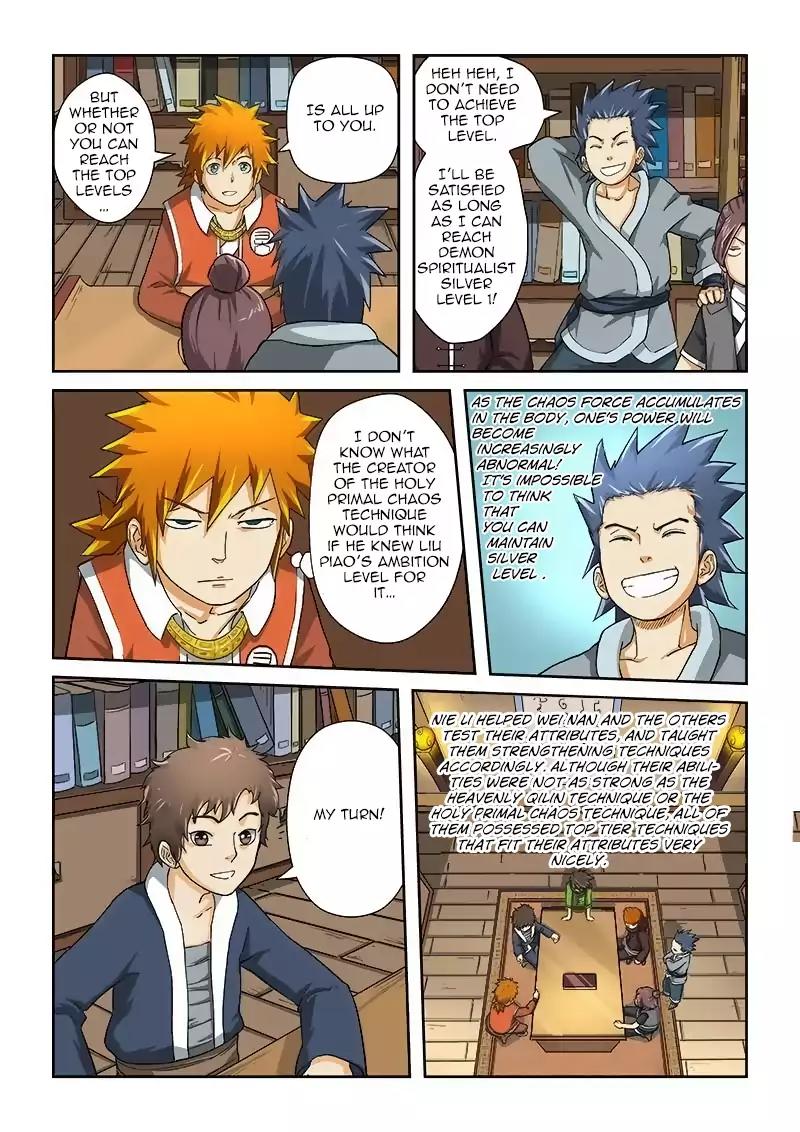 BUT
WHETHER
OR NOT
YOU CAN
REACH
THE TOP
LEVELS
...
IS ALL UP
TO YOU.
HEH HEH, I
DON'T NEED
TO ACHIEVE
THE TOP
LEVEL.
I'LL BE
SATISFIED
AS LONG
AS I CAN
REACH
DEMON
SPIRITUALIST
SILVER
LEVEL 1!
I DON'T
KNOW WHAT
THE CREATOR
OF THE HOLY
PRIMAL CHAOS
TECHNIQUE
WOULD THINK
IF HE KNEW LIU
PIAO'S AMBITION
LEVEL FOR
IT...
AS THE CHAOS FORCE ACCUMULATES
IN THE BODY, ONE'S POWER WILL
BECOME
INCREASINGLY
ABNORMAL!
IT'S IMPOSSIBLE
TO THINK
THAT
YOU CAN
MAINTAIN
SILVER
LEVEL.
MY TURN!
NIE LI HELPED WEI NAN AND THE OTHERS
TEST THEIR ATTRIBUTES, AND TAUGHT
THEM STRENGTHENING TECHNIQUES
ACCORDINGLY. ALTHOUGH THEIR ABILI-
TIES WERE NOT AS STRONG AS THE
HEAVENLY QILIN TECHNIQUE OR THE
HOLY PRIMAL CHAOS TECHNIQUE, ALL OF
THEM POSSESSED TOP TIER TECHNIQUES
THAT FIT THEIR ATTRIBUTES VERY
NICELY.